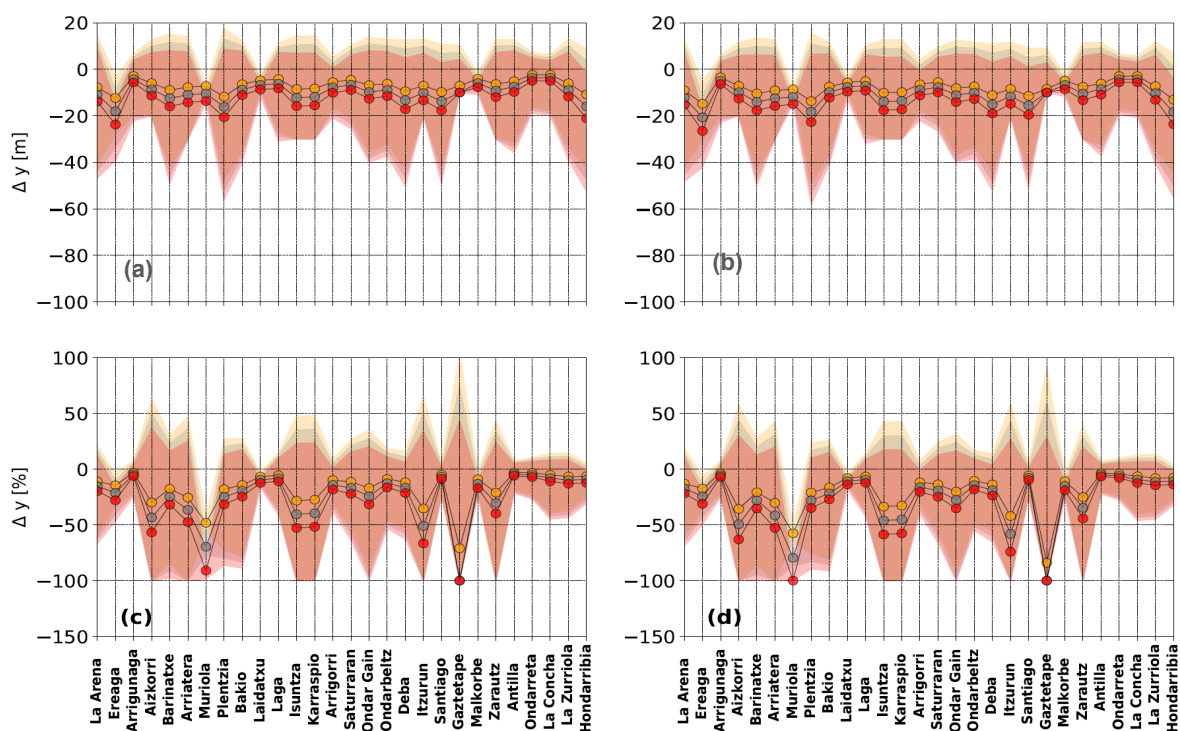 20
0
−20
−40
−60
−80
−100
Δ y [m]
(a)
20
0
−20
−40
−60
−80
−100
(b)
100
50
0
−50
−100
−150
Δ y [%]
(c)
100
50
0
−50
−100
−150
(d)
La Arena
Ereaga
Arrigunaga
Aizkorri
Barinatxe
Arriatera
Muriola
Plentzia
Bakio
Laidatxu
Laga
Isuntza
Karraspio
Arrigorri
Saturraran
Ondar Gain
Ondarbeltz
Deba
Itzurun
Santiago
Gaztetape
Malkorbe
Zarautz
Antilla
Ondarreta
La Concha
La Zurriola
Hondarribia
La Arena
Ereaga
Arrigunaga
Aizkorri
Barinatxe
Arriatera
Muriola
Plentzia
Bakio
Laidatxu
Laga
Isuntza
Karraspio
Arrigorri
Saturraran
Ondar Gain
Ondarbeltz
Deba
Itzurun
Santiago
Gaztetape
Malkorbe
Zarautz
Antilla
Ondarreta
La Concha
La Zurriola
Hondarribia